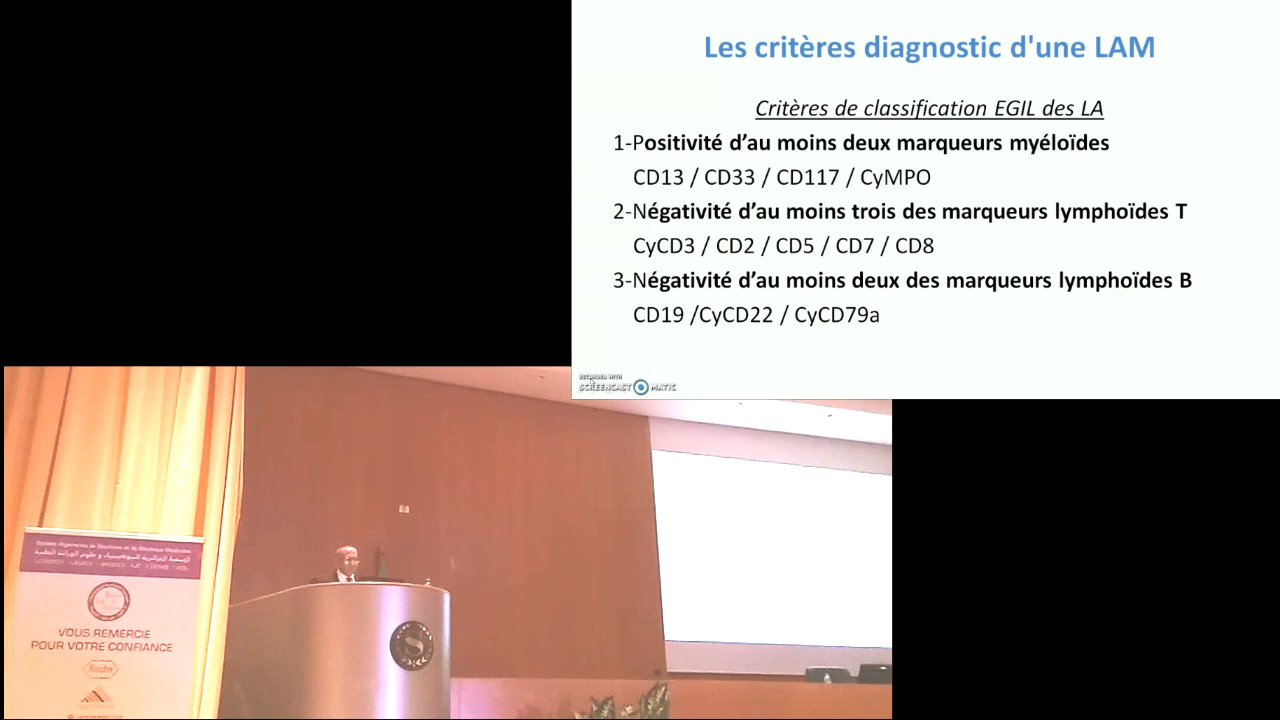 Les critères diagnostic d'une LAM
Critères de classification EGIL des LA
1-Positivité d’au moins deux marqueurs myéloïdes
CD13 / CD33 / CD117 / CyMPO
2-Négativité d’au moins trois des marqueurs lymphoïdes T
CyCD3 / CD2 / CD5 / CD7 / CD8
3-Négativité d’au moins deux des marqueurs lymphoïdes B
CD19 /CyCD22 / CyCD79a
RECORDED WITH
SCREENCAST MATIC
VOUS REMERCIE
POUR VOTRE CONFIANCE
Roche